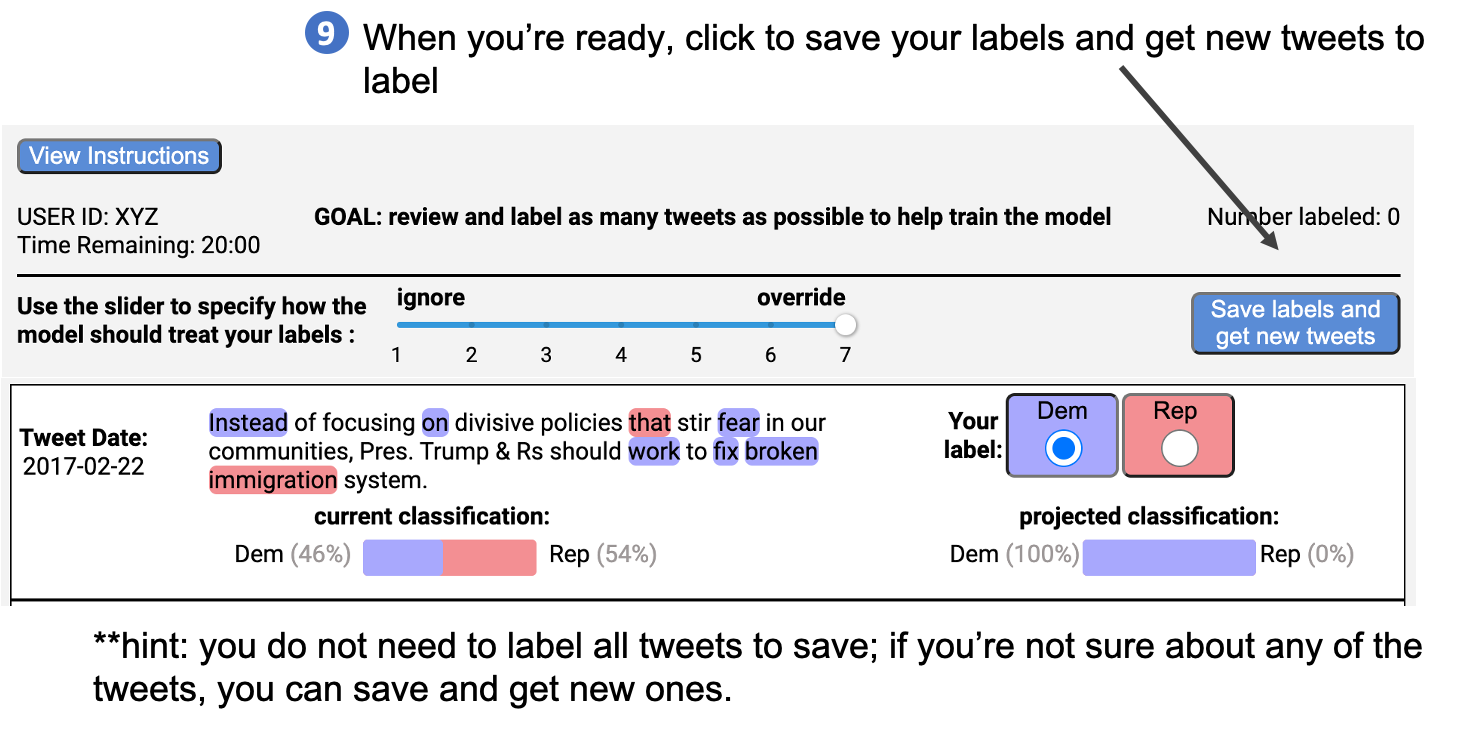 9 When you're ready, click to save your labels and get new tweets to
label
View Instructions
USER ID: XYZ
Time Remaining: 20:00
GOAL: review and label as many tweets as possible to help train the model
Number labeled: 0
Use the slider to specify how the
model should treat your labels :
ignore override
1 2 3 4 5 6 7
Save labels and
get new tweets
Tweet Date:
2017-02-22
Instead of focusing on divisive policies that stir fear in our
communities, Pres. Trump & Rs should work to fix broken
immigration system.
Your
label:
Dem Rep
current classification:
Dem (46%) Rep (54%)
projected classification:
Dem (100%) Rep (0%)
**hint: you do not need to label all tweets to save; if you're not sure about any of the
tweets, you can save and get new ones.